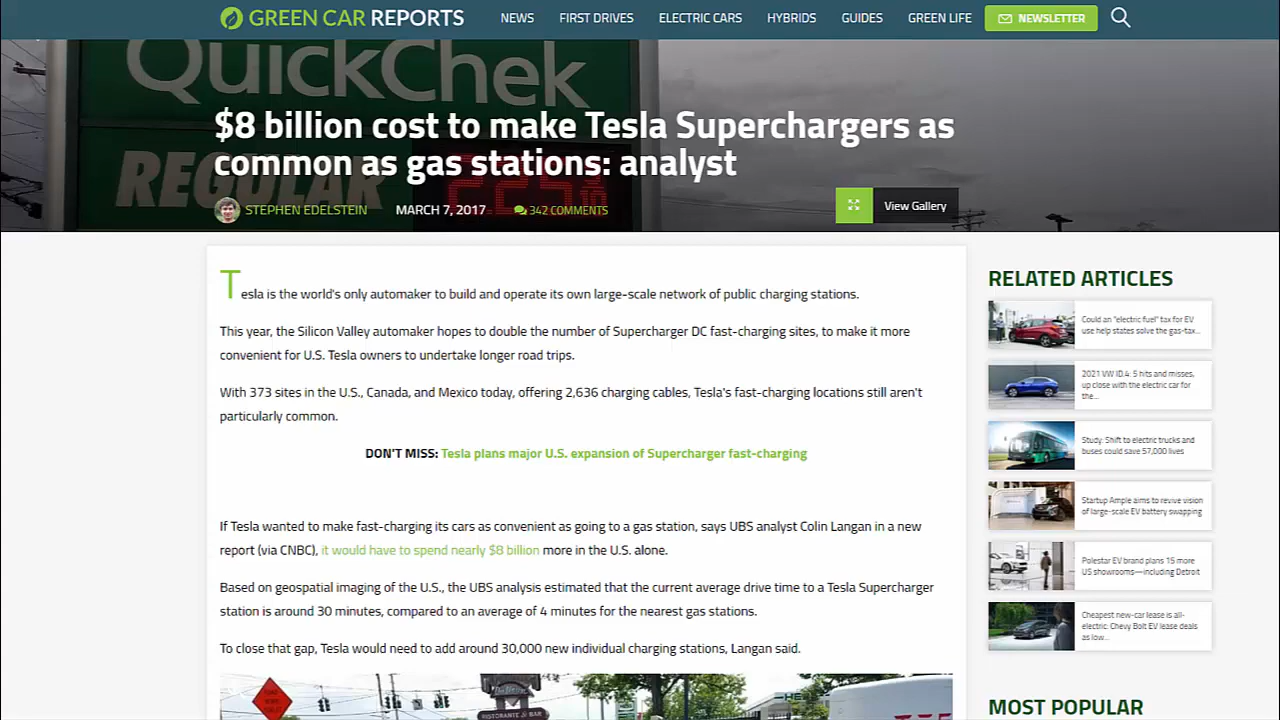 GREEN CAR REPORTS
NEWS
FIRST DRIVES
ELECTRIC CARS
HYBRIDS
GUIDES
GREEN LIFE
NEWSLETTER
QuickChek
REGULAR
$8 billion cost to make Tesla Superchargers as
common as gas stations: analyst
STEPHEN EDELSTEIN
MARCH 7, 2017
342 COMMENTS
View Gallery
Tesla is the world's only automaker to build and operate its own large-scale network of public charging stations.
This year, the Silicon Valley automaker hopes to double the number of Supercharger DC fast-charging sites, to make it more
convenient for U.S. Tesla owners to undertake longer road trips.
With 373 sites in the U.S., Canada, and Mexico today, offering 2,636 charging cables, Tesla's fast-charging locations still aren't
particularly common.
DON'T MISS: Tesla plans major U.S. expansion of Supercharger fast-charging
If Tesla wanted to make fast-charging its cars as convenient as going to a gas station, says UBS analyst Colin Langan in a new
report (via CNBC), it would have to spend nearly $8 billion more in the U.S. alone.
Based on geospatial imaging of the U.S., the UBS analysis estimated that the current average drive time to a Tesla Supercharger
station is around 30 minutes, compared to an average of 4 minutes for the nearest gas stations.
To close that gap, Tesla would need to add around 30,000 new individual charging stations, Langan said.
RELATED ARTICLES
Could an "electric fuel" tax for EV
use help states solve the gas-tax...
2021 VW ID.4: 5 hits and misses,
up close with the electric car for
the...
Study: Shift to electric trucks and
buses could save 57,000 lives
Startup Ample aims to revive vision
of large-scale EV battery swapping
Polestar EV brand plans 15 more
US showrooms—including Detroit
Cheapest new-car lease is all-
electric: Chevy Bolt EV lease deals
as low...
MOST POPULAR